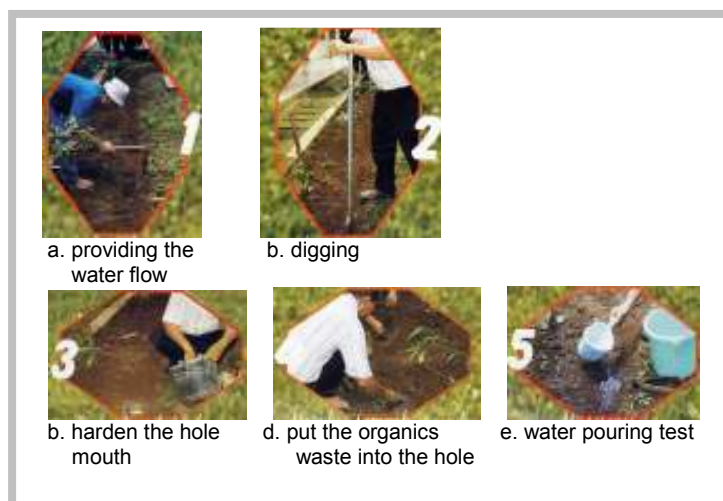 1
2
a. providing the water flow
b. digging
3
5
b. harden the hole mouth
d. put the organics waste into the hole
e. water pouring test